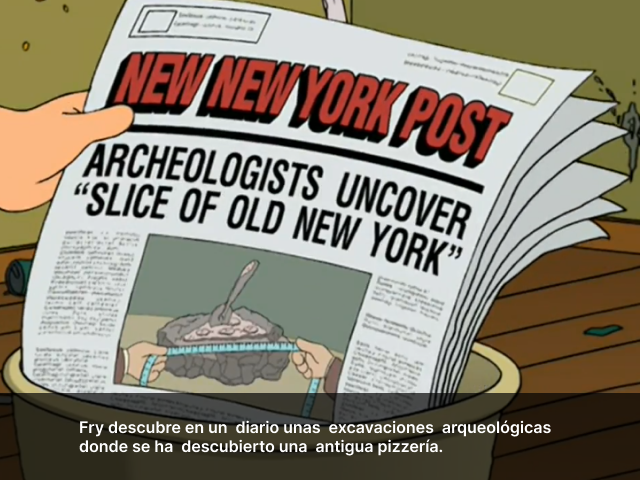 NEW NEW YORK POST
ARCHEOLOGISTS UNCOVER
“SLICE OF OLD NEW YORK”
Fry descubre en un diario unas excavaciones arqueológicas
donde se ha descubierto una antigua pizzería.